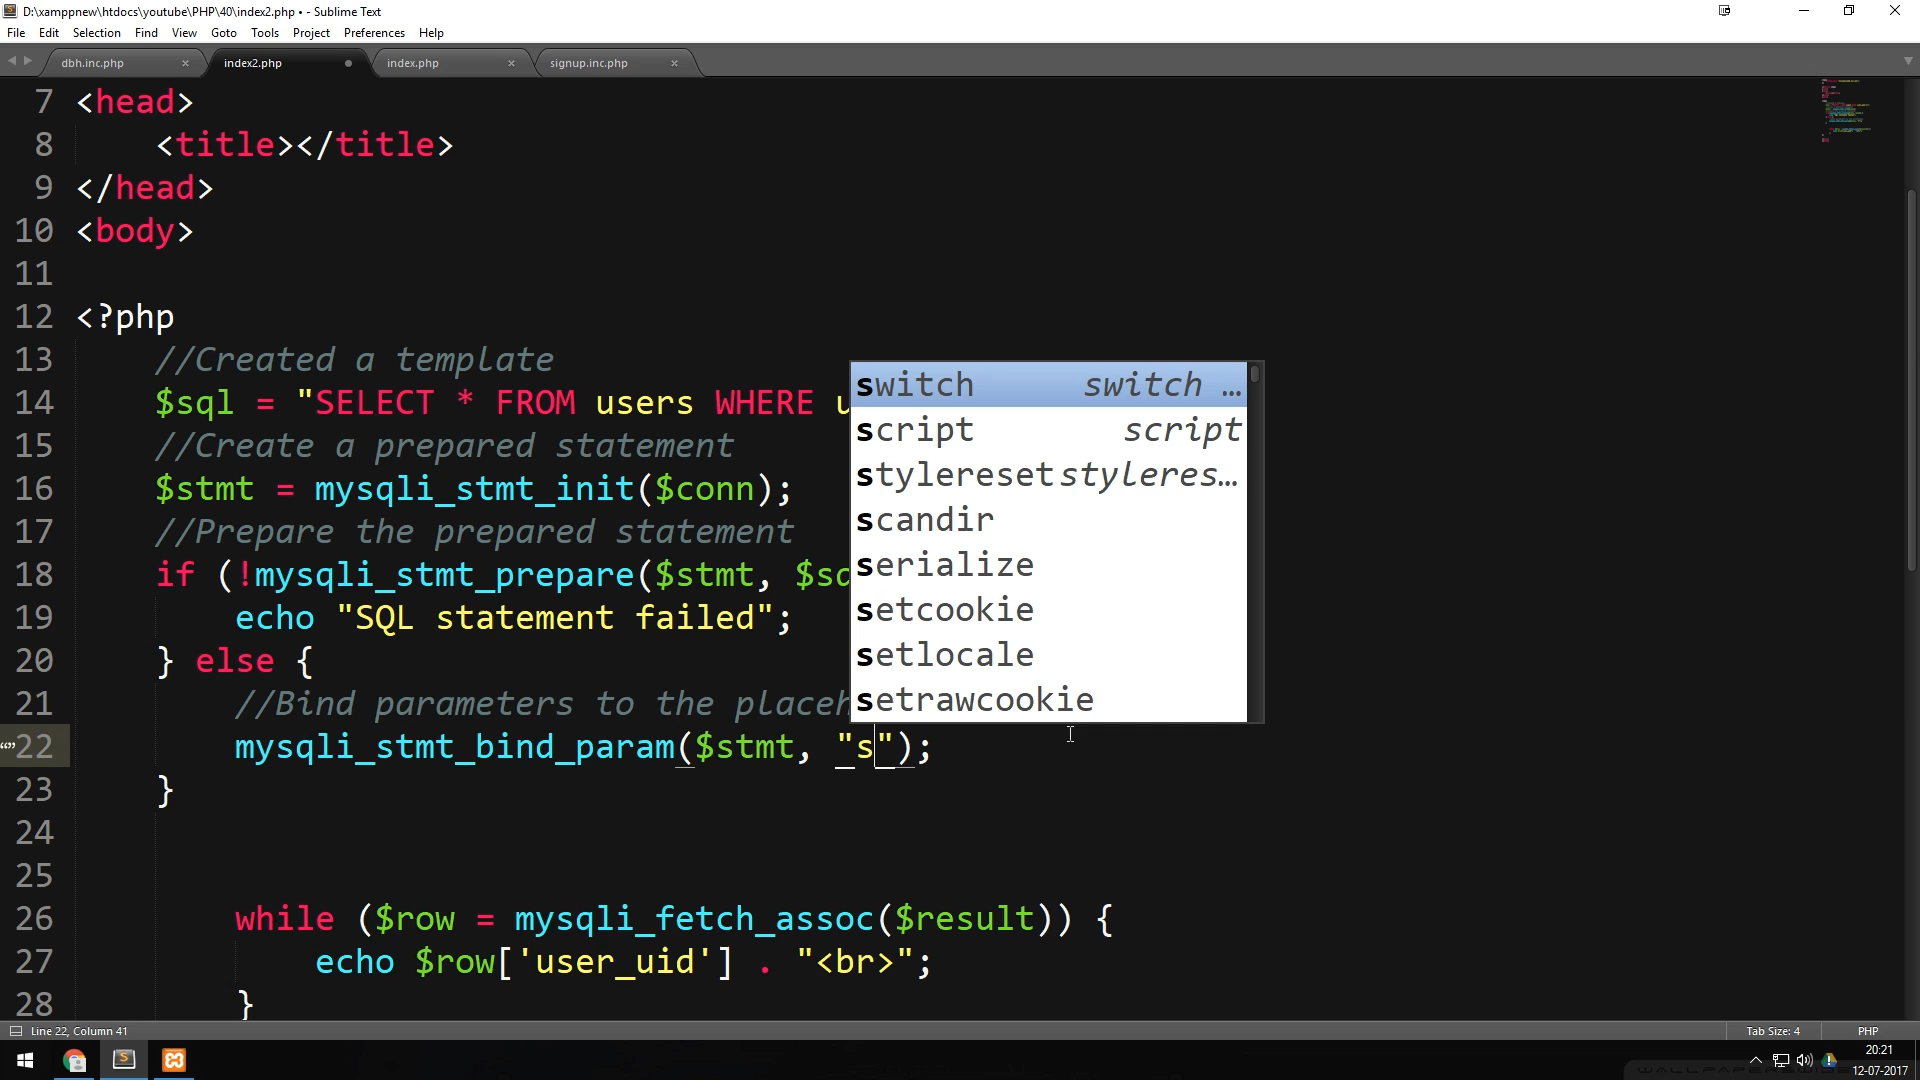 D:\xamppnew\htdocs\youtube\PHP\40\index2.php • - Sublime Text
File Edit Selection Find View Goto Tools Project Preferences Help
dbh.inc.php index2.php index.php signup.inc.php
7 <head>
8 <title></title>
9 </head>
10 <body>
11
12 <?php
13 //Created a template
14 $sql = "SELECT * FROM users WHERE u
15 //Create a prepared statement
16 $stmt = mysqli_stmt_init($conn);
17 //Prepare the prepared statement
18 if (!mysqli_stmt_prepare($stmt, $sq
19 echo "SQL statement failed";
20 } else {
21 //Bind parameters to the placeh
22 mysqli_stmt_bind_param($stmt, "s");
23 }
24
25
26 while ($row = mysqli_fetch_assoc($result)) {
27 echo $row['user_uid'] . "<br>";
28 }
switch switch …
script script
stylereset styleres…
scandir
serialize
setcookie
setlocale
setrawcookie
Line 22, Column 41 Tab Size: 4 PHP
20:21
12-07-2017